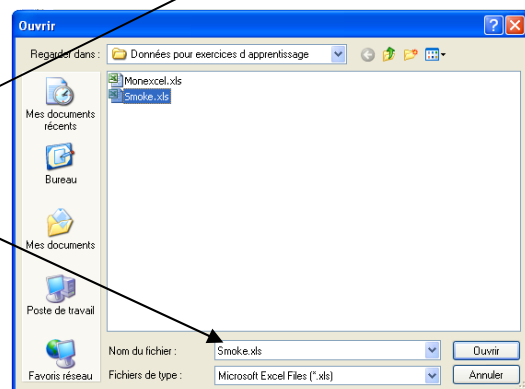 Ouvrir
Regarder dans :
Données pour exercices d apprentissage
Monexcel.xls
Smoke.xls
Mes documents
récents
Bureau
Mes documents
Poste de travail
Favoris réseau
Nom du fichier :
Smoke.xls
Ouvrir
Fichiers de type :
Microsoft Excel Files (*.xls)
Annuler